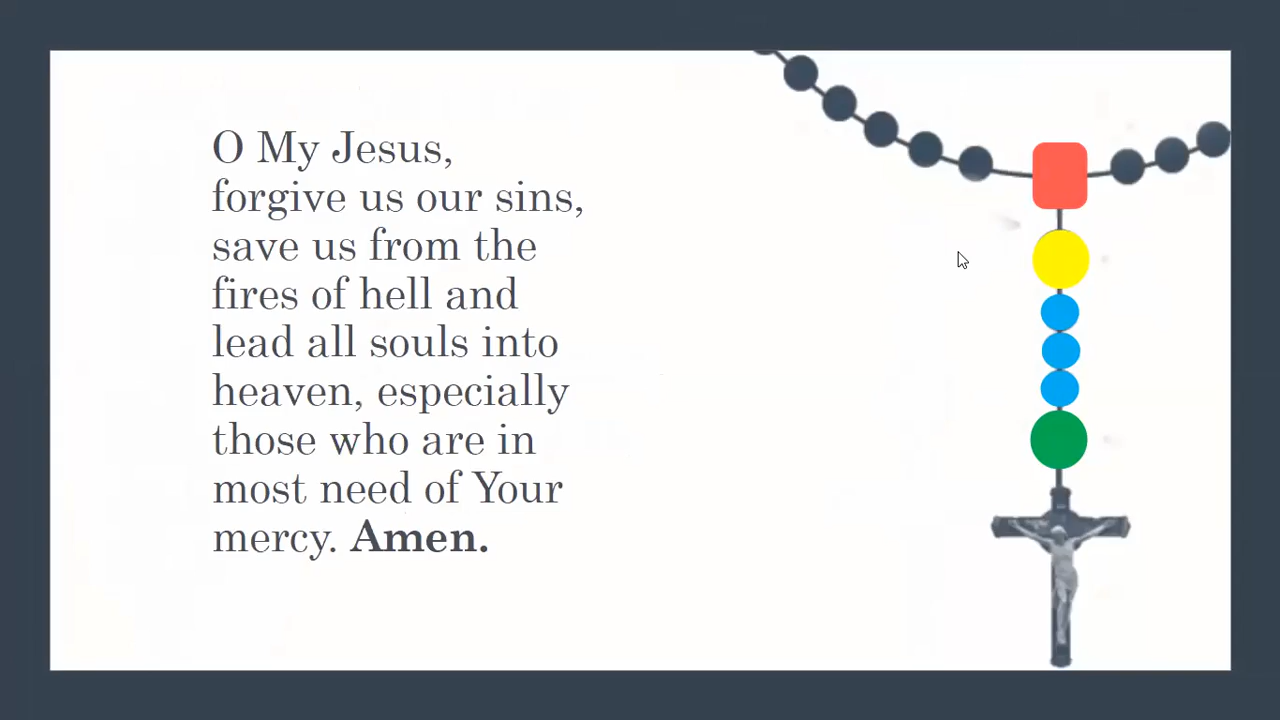 O My Jesus,
forgive us our sins,
save us from the
fires of hell and
lead all souls into
heaven, especially
those who are in
most need of Your
mercy. Amen.